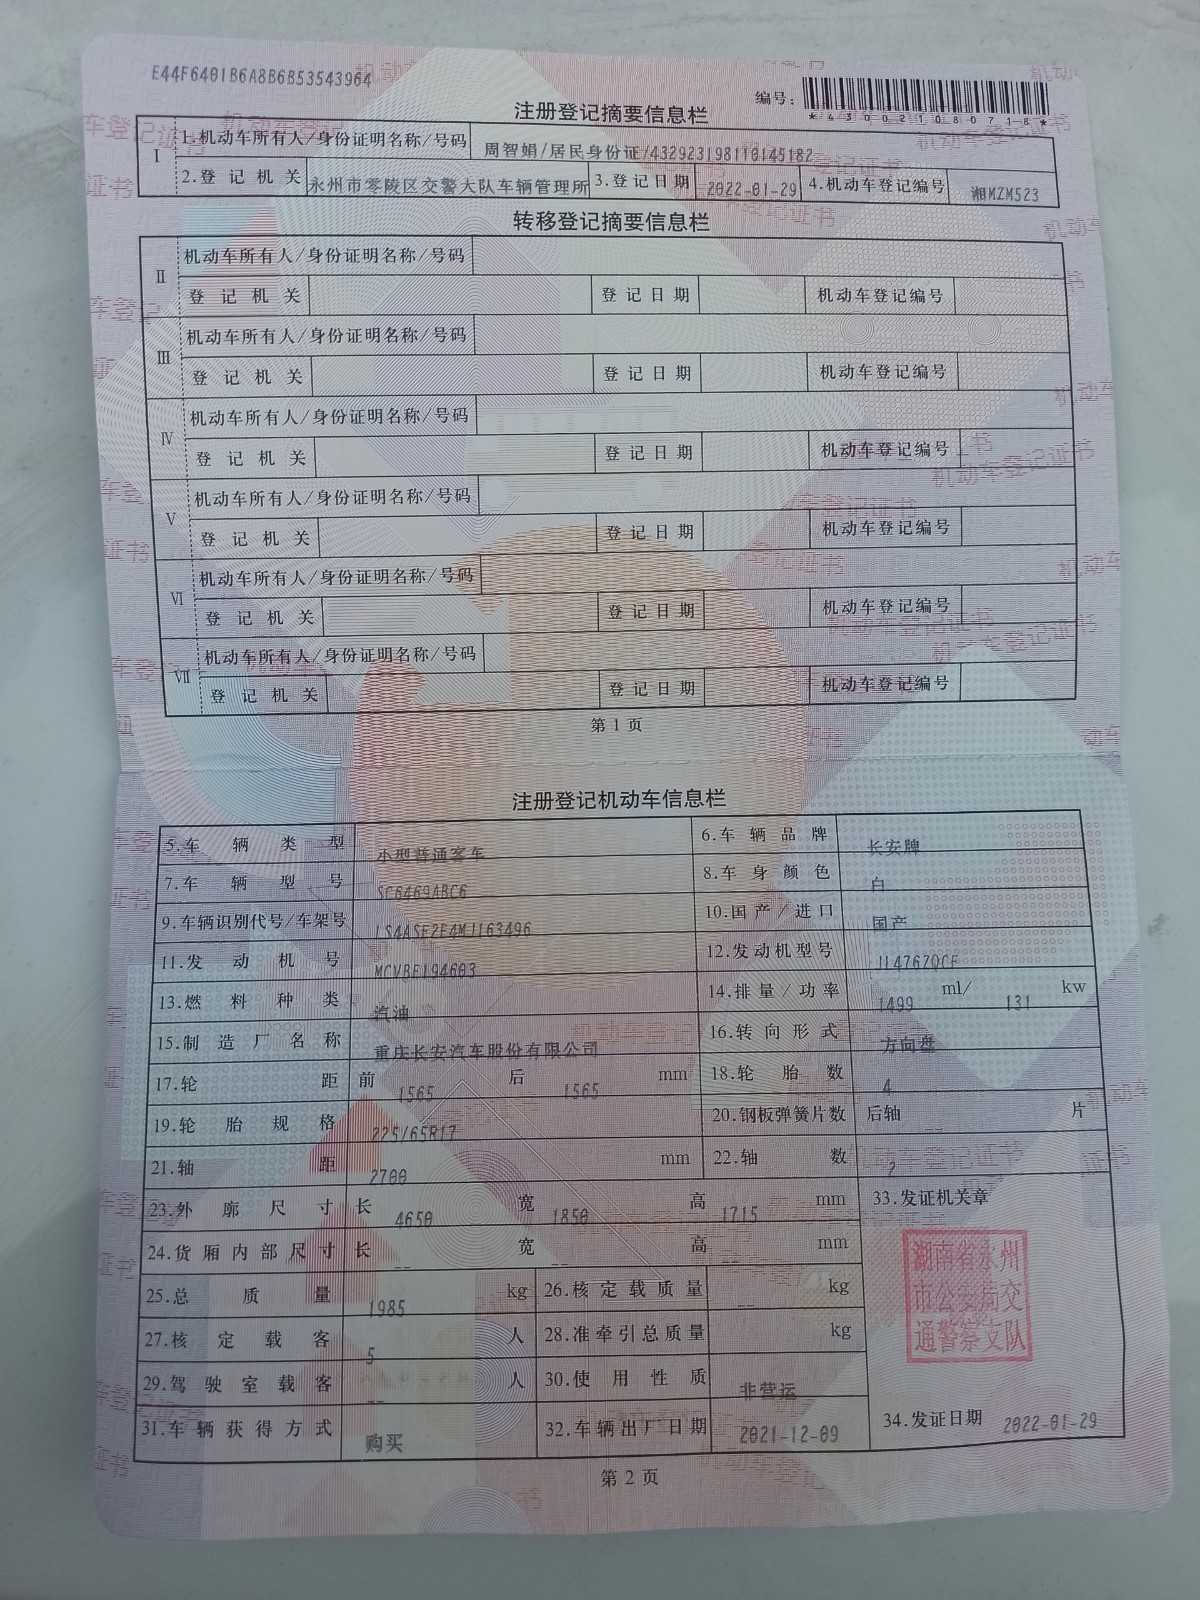 E44F6401B6A8B6B53543964
编号：
*430021080718*
注册登记摘要信息栏
Ⅰ 1.机动车所有人/身份证明名称/号码 周智娟/居民身份证/432923198110145182
2.登记机关 永州市零陵区交警大队车辆管理所 3.登记日期 2022-01-29 4.机动车登记编号 湘MZM523
转移登记摘要信息栏
Ⅱ 机动车所有人/身份证明名称/号码
登记机关 登记日期 机动车登记编号
Ⅲ 机动车所有人/身份证明名称/号码
登记机关 登记日期 机动车登记编号
Ⅳ 机动车所有人/身份证明名称/号码
登记机关 登记日期 机动车登记编号
Ⅴ 机动车所有人/身份证明名称/号码
登记机关 登记日期 机动车登记编号
Ⅵ 机动车所有人/身份证明名称/号码
登记机关 登记日期 机动车登记编号
Ⅶ 机动车所有人/身份证明名称/号码
登记机关 登记日期 机动车登记编号
第1页
注册登记机动车信息栏
5.车辆类型 小型普通客车 6.车辆品牌 长安牌
7.车辆型号 SC6469ABC6 8.车身颜色 白
9.车辆识别代号/车架号 LS4ASE2E4MJ163496 10.国产/进口 国产
11.发动机号 MCVBE194603 12.发动机型号 JL476ZQCF
13.燃料种类 汽油 14.排量/功率 1499 ml/ 131 kw
15.制造厂名称 重庆长安汽车股份有限公司 16.转向形式 方向盘
17.轮距 前 1565 后 1565 mm 18.轮胎数 4
19.轮胎规格 225/65R17 20.钢板弹簧片数 后轴 -- 片
21.轴距 2700 mm 22.轴数 2
23.外廓尺寸 长 4650 宽 1850 高 1715 mm 33.发证机关章
24.货厢内部尺寸 长 -- 宽 -- 高 -- mm
25.总质量 1985 kg 26.核定载质量 -- kg
湖南省永州
市公安局交
通警察支队
27.核定载客 5 人 28.准牵引总质量 kg
29.驾驶室载客 -- 人 30.使用性质 非营运
31.车辆获得方式 购买 32.车辆出厂日期 2021-12-09 34.发证日期 2022-01-29
第2页